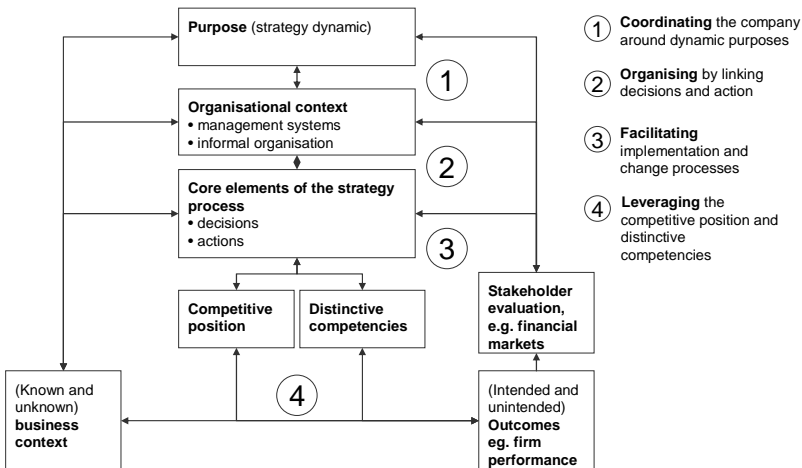 Purpose (strategy dynamic)
1
Organisational context
• management systems
• informal organisation
2
Core elements of the strategy
process
• decisions
• actions
3
Competitive
position
Distinctive
competencies
Stakeholder
evaluation,
e.g. financial
markets
4
(Known and
unknown)
business
context
(Intended and
unintended)
Outcomes
eg. firm
performance
1 Coordinating the company
around dynamic purposes
2 Organising by linking
decisions and action
3 Facilitating
implementation and
change processes
4 Leveraging the
competitive position and
distinctive
competencies